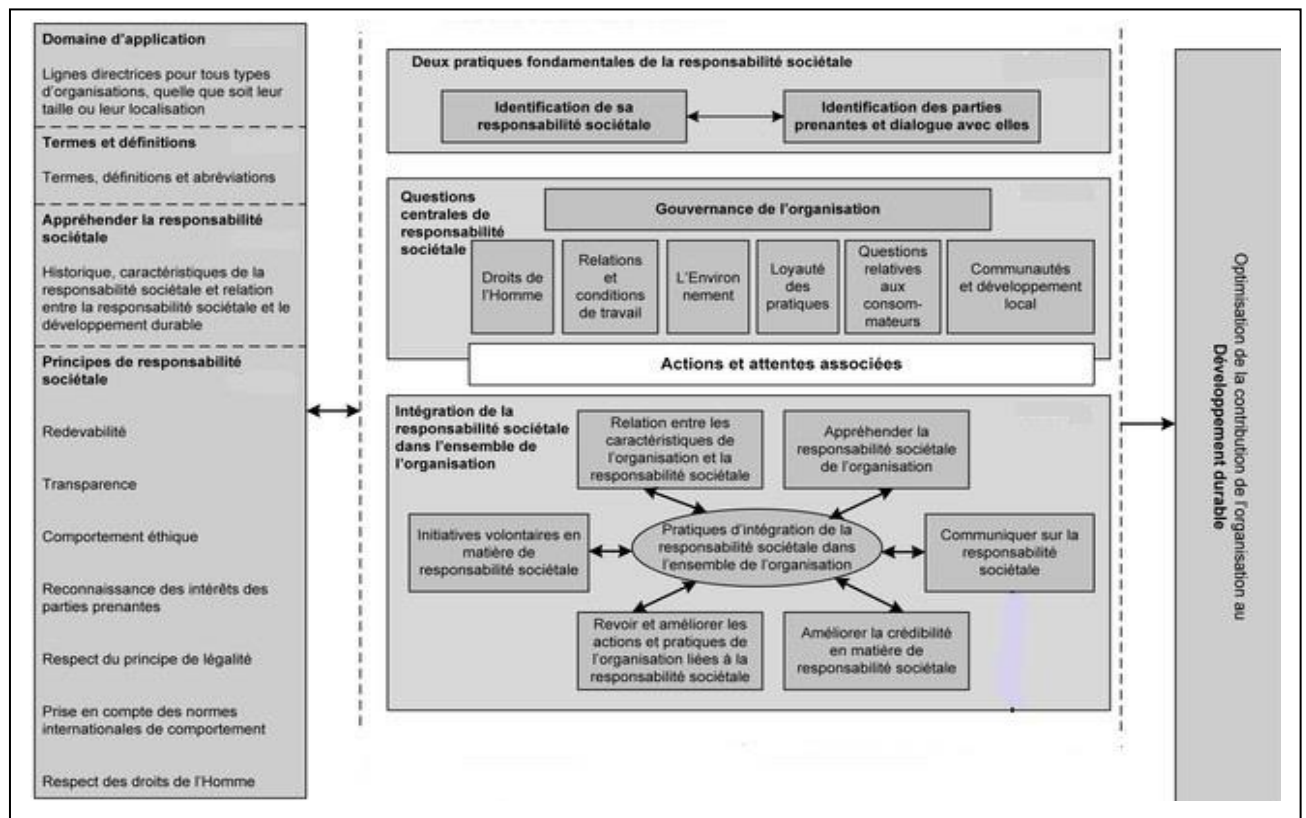 Domaine d'application
Lignes directrices pour tous types
d'organisations, quelle que soit leur
taille ou leur localisation
Termes et définitions
Termes, définitions et abréviations
Appréhender la responsabilité
sociétale
Historique, caractéristiques de la
responsabilité sociétale et relation
entre la responsabilité sociétale et le
développement durable
Principes de responsabilité
sociétale
Redevabilité
Transparence
Comportement éthique
Reconnaissance des intérêts des
parties prenantes
Respect du principe de légalité
Prise en compte des normes
internationales de comportement
Respect des droits de l'Homme
Deux pratiques fondamentales de la responsabilité sociétale
Identification de sa
responsabilité sociétale
Identification des parties
prenantes et dialogue avec elles
Questions
centrales de
responsabilité
sociétale
Gouvernance de l'organisation
Droits de
l'Homme
Relations
et
conditions
de travail
L'Environ
nement
Loyauté
des
pratiques
Questions
relatives
aux
consom-
mateurs
Communautés
et développement
local
Actions et attentes associées
Intégration de la
responsabilité sociétale
dans l'ensemble de
l'organisation
Relation entre les
caractéristiques de
l'organisation et la
responsabilité sociétale
Appréhender la
responsabilité sociétale
de l'organisation
Initiatives volontaires en
matière de
responsabilité sociétale
Pratiques d'intégration de la
responsabilité sociétale dans
l'ensemble de l'organisation
Communiquer sur la
responsabilité
sociétale
Revoir et améliorer les
actions et pratiques de
l'organisation liées à la
responsabilité sociétale
Améliorer la crédibilité
en matière de
responsabilité sociétale
Optimisation de la contribution de l'organisation au
Développement durable